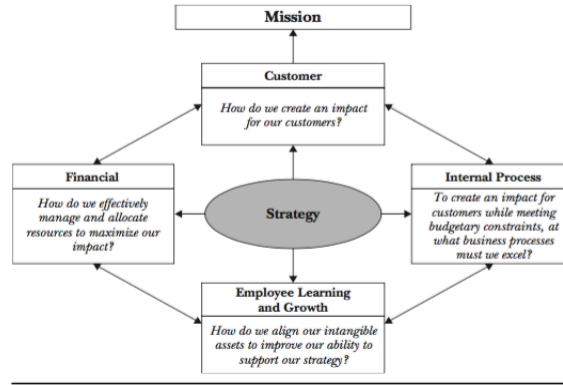 Mission
Customer
How do we create an impact
for our customers?
Financial
How do we effectively
manage and allocate
resources to maximize our
impact?
Strategy
Internal Process
To create an impact for
customers while meeting
budgetary constraints, at
what business processes
must we excel?
Employee Learning
and Growth
How do we align our intangible
assets to improve our ability to
support our strategy?